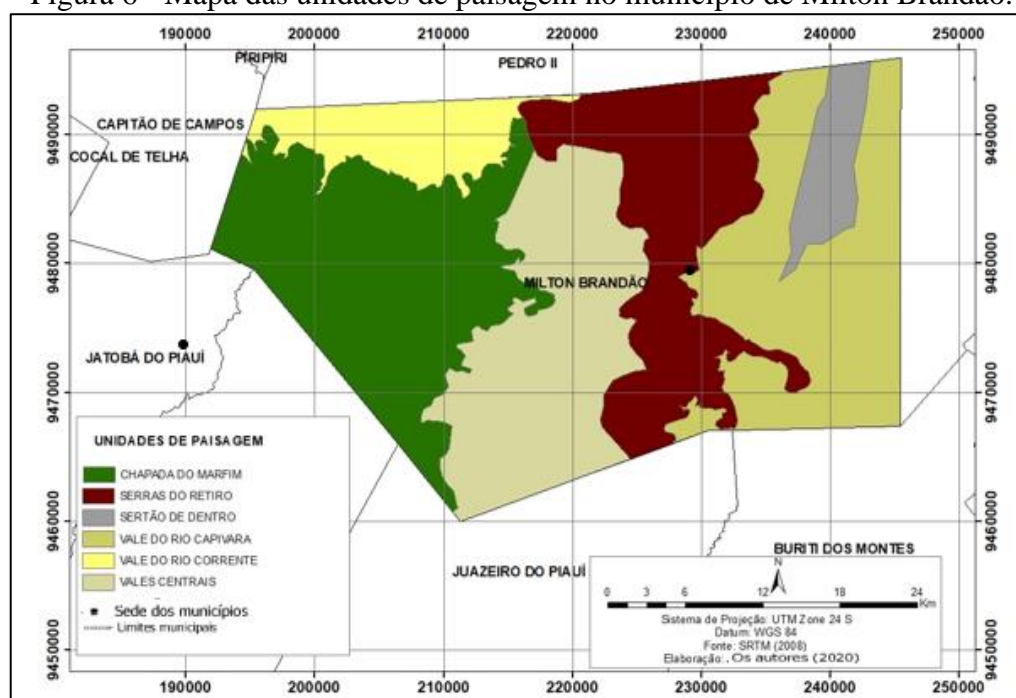 Figura 6 - Mapa das unidades de paisagem no município de Milton Brandão.
190000 200000 210000 220000 230000 240000 250000
PIRIPIRI
PEDRO II
CAPITÃO DE CAMPOS
COCAL DE TELHA
9490000 9490000
9480000 9480000
MILTON BRANDÃO
JATOBÁ DO PIAUÍ
9470000 9470000
UNIDADES DE PAISAGEM
CHAPADA DO MARFIM
SERRAS DO RETIRO
SERTÃO DE DENTRO
VALE DO RIO CAPIVARA
VALE DO RIO CORRENTE
VALES CENTRAIS
Sede dos municípios
Limites municipais
9460000 9460000
JUAZEIRO DO PIAUÍ
BURITI DOS MONTES
N
0 3 6 12 18 24
Km
Sistema de Projeção: UTM Zone 24 S
Datum: WGS 84
Fonte: SRTM (2008)
Elaboração: , Os autores (2020)
9450000 9450000
190000 200000 210000 220000 230000 240000 250000